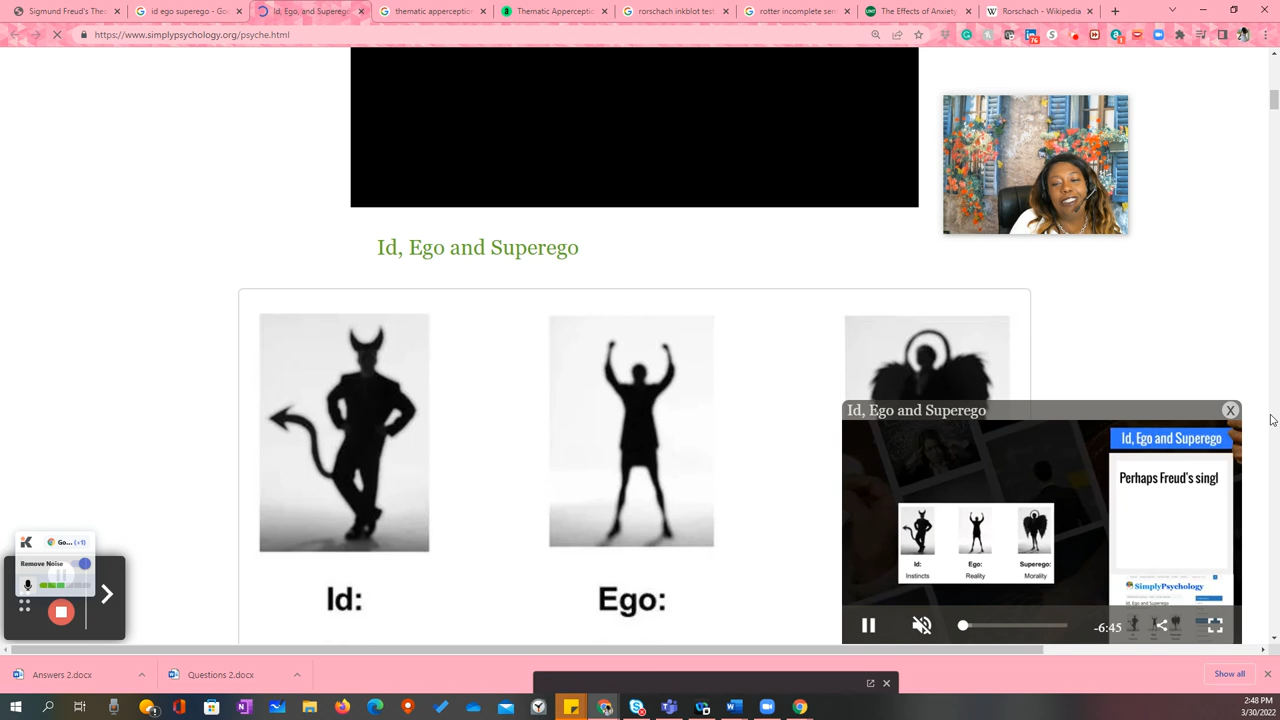 Sigmund Freud's The
id ego superego - Go
Id, Ego, and Superego
thematic apperceptio
Thematic Apperceptio
rorschach inkblot test
rotter incomplete sen
The Effects of Anxiety
Rorschach - Wikipedia
https://www.simplypsychology.org/psyche.html
Id, Ego and Superego
Id:
Ego:
Id, Ego and Superego
Id, Ego and Superego
Perhaps Freud's singl
Id:
Instincts
Ego:
Reality
Superego:
Morality
SimplyPsychology
-6:45
Go... (+1)
Remove Noise
Answers 2.docx
Questions 2.docx
Show all
2:48 PM
3/30/2022